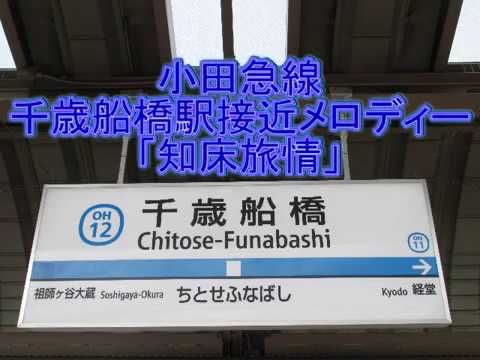 小田急線
千歳船橋駅接近メロディー
「知床旅情」
OH
12
千歳船橋
Chitose-Funabashi
OH
11
祖師ヶ谷大蔵 Soshigaya-Okura
ちとせふなばし
Kyodo 経堂